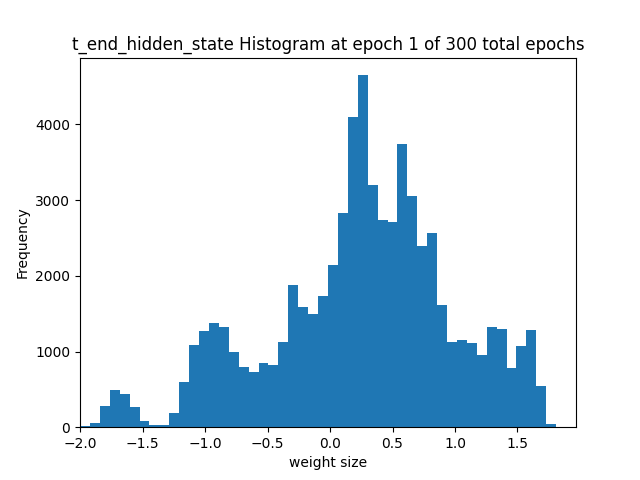 t_end_hidden_state Histogram at epoch 1 of 300 total epochs
Frequency
4000
3000
2000
1000
0
−2.0 −1.5 −1.0 −0.5 0.0 0.5 1.0 1.5
weight size